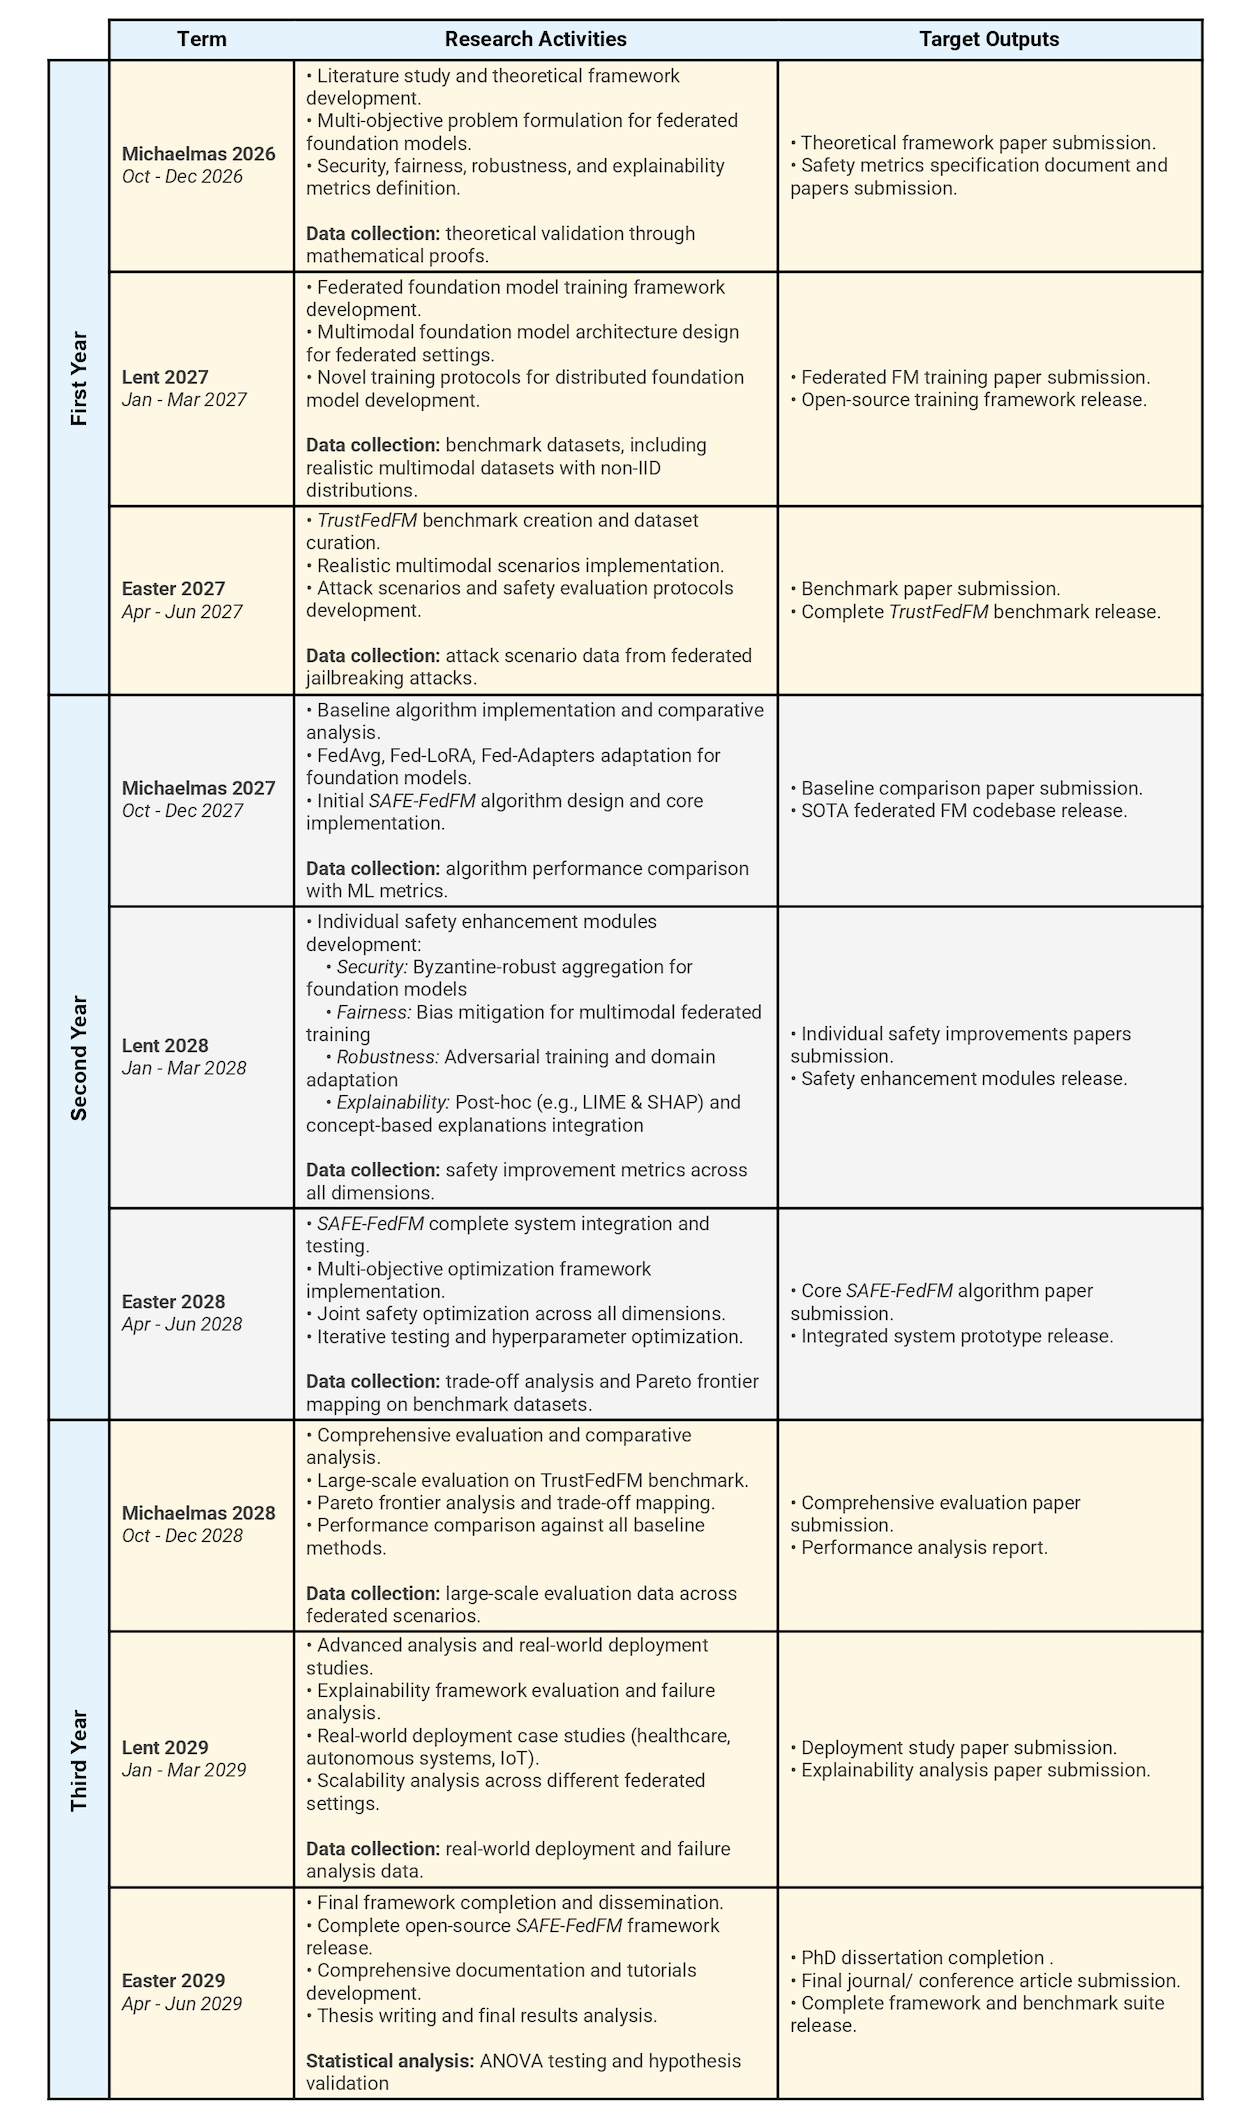 Term
Research Activities
Target Outputs
First Year
Michaelmas 2026
Oct - Dec 2026
• Literature study and theoretical framework
development.
• Multi-objective problem formulation for federated
foundation models.
• Security, fairness, robustness, and explainability
metrics definition.
Data collection: theoretical validation through
mathematical proofs.
• Theoretical framework paper submission.
• Safety metrics specification document and
papers submission.
Lent 2027
Jan - Mar 2027
• Federated foundation model training framework
development.
• Multimodal foundation model architecture design
for federated settings.
• Novel training protocols for distributed foundation
model development.
Data collection: benchmark datasets, including
realistic multimodal datasets with non-IID
distributions.
• Federated FM training paper submission.
• Open-source training framework release.
Easter 2027
Apr - Jun 2027
• TrustFedFM benchmark creation and dataset
curation.
• Realistic multimodal scenarios implementation.
• Attack scenarios and safety evaluation protocols
development.
Data collection: attack scenario data from federated
jailbreaking attacks.
• Benchmark paper submission.
• Complete TrustFedFM benchmark release.
Second Year
Michaelmas 2027
Oct - Dec 2027
• Baseline algorithm implementation and comparative
analysis.
• FedAvg, Fed-LoRA, Fed-Adapters adaptation for
foundation models.
• Initial SAFE-FedFM algorithm design and core
implementation.
Data collection: algorithm performance comparison
with ML metrics.
• Baseline comparison paper submission.
• SOTA federated FM codebase release.
Lent 2028
Jan - Mar 2028
• Individual safety enhancement modules
development:
• Security: Byzantine-robust aggregation for
foundation models
• Fairness: Bias mitigation for multimodal federated
training
• Robustness: Adversarial training and domain
adaptation
• Explainability: Post-hoc (e.g., LIME & SHAP) and
concept-based explanations integration
Data collection: safety improvement metrics across
all dimensions.
• Individual safety improvements papers
submission.
• Safety enhancement modules release.
Easter 2028
Apr - Jun 2028
• SAFE-FedFM complete system integration and
testing.
• Multi-objective optimization framework
implementation.
• Joint safety optimization across all dimensions.
• Iterative testing and hyperparameter optimization.
Data collection: trade-off analysis and Pareto frontier
mapping on benchmark datasets.
• Core SAFE-FedFM algorithm paper
submission.
• Integrated system prototype release.
Third Year
Michaelmas 2028
Oct - Dec 2028
• Comprehensive evaluation and comparative
analysis.
• Large-scale evaluation on TrustFedFM benchmark.
• Pareto frontier analysis and trade-off mapping.
• Performance comparison against all baseline
methods.
Data collection: large-scale evaluation data across
federated scenarios.
• Comprehensive evaluation paper
submission.
• Performance analysis report.
Lent 2029
Jan - Mar 2029
• Advanced analysis and real-world deployment
studies.
• Explainability framework evaluation and failure
analysis.
• Real-world deployment case studies (healthcare,
autonomous systems, IoT).
• Scalability analysis across different federated
settings.
Data collection: real-world deployment and failure
analysis data.
• Deployment study paper submission.
• Explainability analysis paper submission.
Easter 2029
Apr - Jun 2029
• Final framework completion and dissemination.
• Complete open-source SAFE-FedFM framework
release.
• Comprehensive documentation and tutorials
development.
• Thesis writing and final results analysis.
Statistical analysis: ANOVA testing and hypothesis
validation
• PhD dissertation completion .
• Final journal/ conference article submission.
• Complete framework and benchmark suite
release.